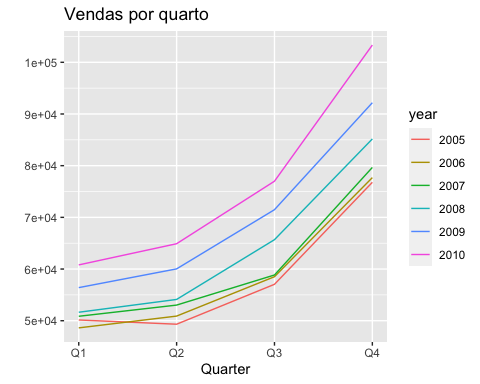 Vendas por quarto
1e+05
9e+04
8e+04
7e+04
6e+04
5e+04
Q1 Q2 Q3 Q4
Quarter
year
2005
2006
2007
2008
2009
2010